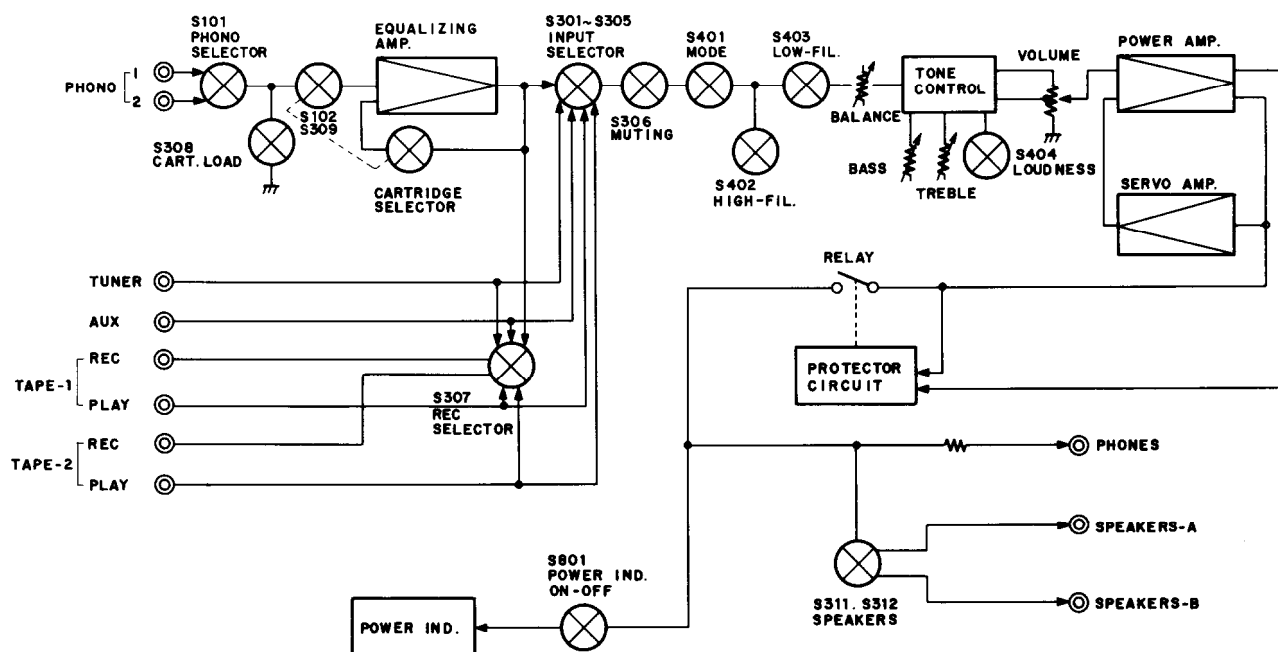 S101
PHONO
SELECTOR
EQUALIZING
AMP.
S301~S305
INPUT
SELECTOR
S401
MODE
S403
LOW-FIL.
VOLUME
POWER AMP.
PHONO
1
2
TONE
CONTROL
S102
S309
S306
MUTING
BALANCE
S308
CART. LOAD
CARTRIDGE
SELECTOR
S402
HIGH-FIL.
BASS
TREBLE
S404
LOUDNESS
SERVO AMP.
RELAY
TUNER
AUX
TAPE-1
REC
PLAY
S307
REC
SELECTOR
PROTECTOR
CIRCUIT
TAPE-2
REC
PLAY
PHONES
SPEAKERS-A
SPEAKERS-B
S311. S312
SPEAKERS
S801
POWER IND.
ON-OFF
POWER IND.